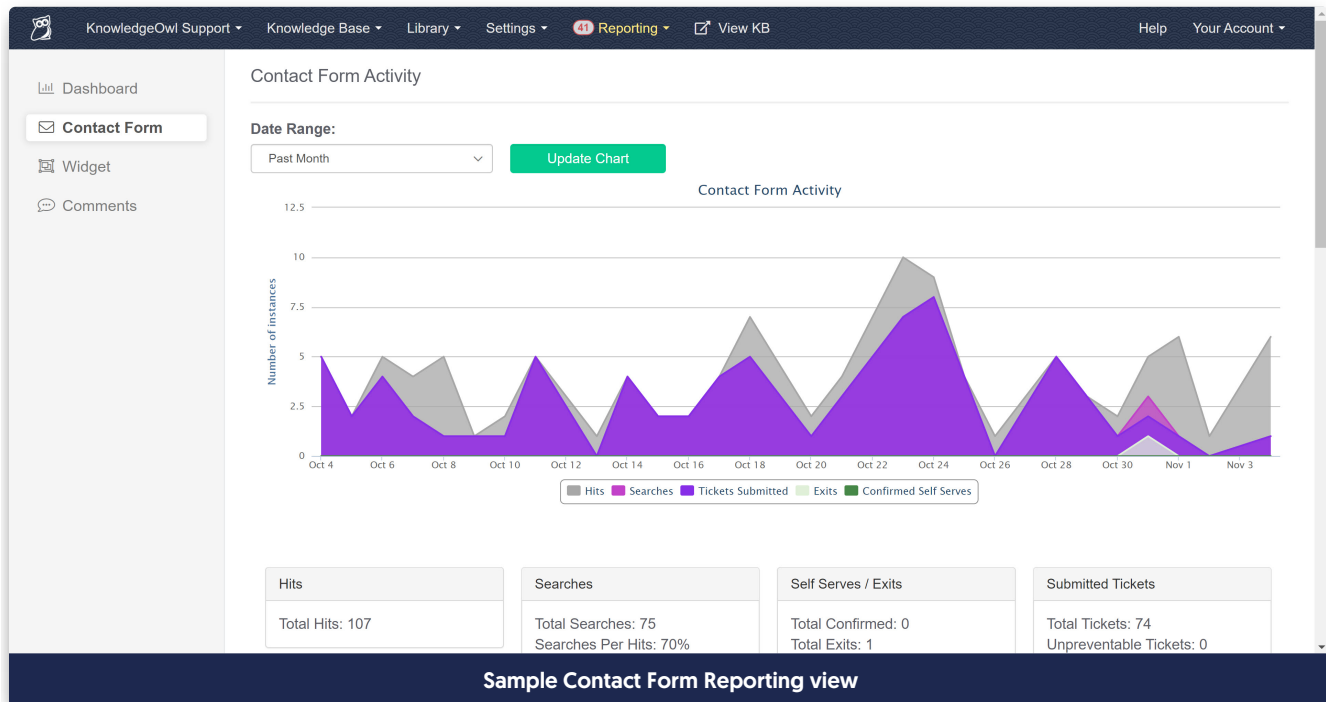 KnowledgeOwl Support Knowledge Base Library Settings 41 Reporting View KB Help Your Account
Dashboard
Contact Form
Widget
Comments
Contact Form Activity
Date Range:
Past Month Update Chart
Contact Form Activity
Number of instances
12.5
10
7.5
5
2.5
0
Oct 4 Oct 6 Oct 8 Oct 10 Oct 12 Oct 14 Oct 16 Oct 18 Oct 20 Oct 22 Oct 24 Oct 26 Oct 28 Oct 30 Nov 1 Nov 3
Hits Searches Tickets Submitted Exits Confirmed Self Serves
Hits
Total Hits: 107
Searches
Total Searches: 75
Searches Per Hits: 70%
Self Serves / Exits
Total Confirmed: 0
Total Exits: 1
Submitted Tickets
Total Tickets: 74
Unpreventable Tickets: 0
Sample Contact Form Reporting view